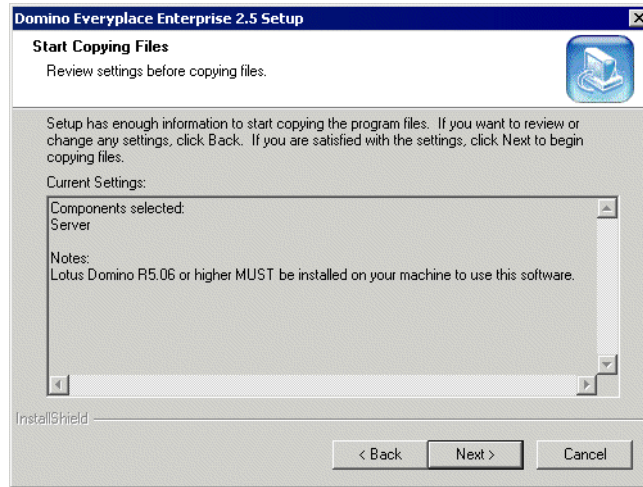 Domino Everyplace Enterprise 2.5 Setup
Start Copying Files
Review settings before copying files.
Setup has enough information to start copying the program files. If you want to review or
change any settings, click Back. If you are satisfied with the settings, click Next to begin
copying files.
Current Settings:
Components selected:
Server
Notes:
Lotus Domino R5.06 or higher MUST be installed on your machine to use this software.
InstallShield
< Back
Next >
Cancel